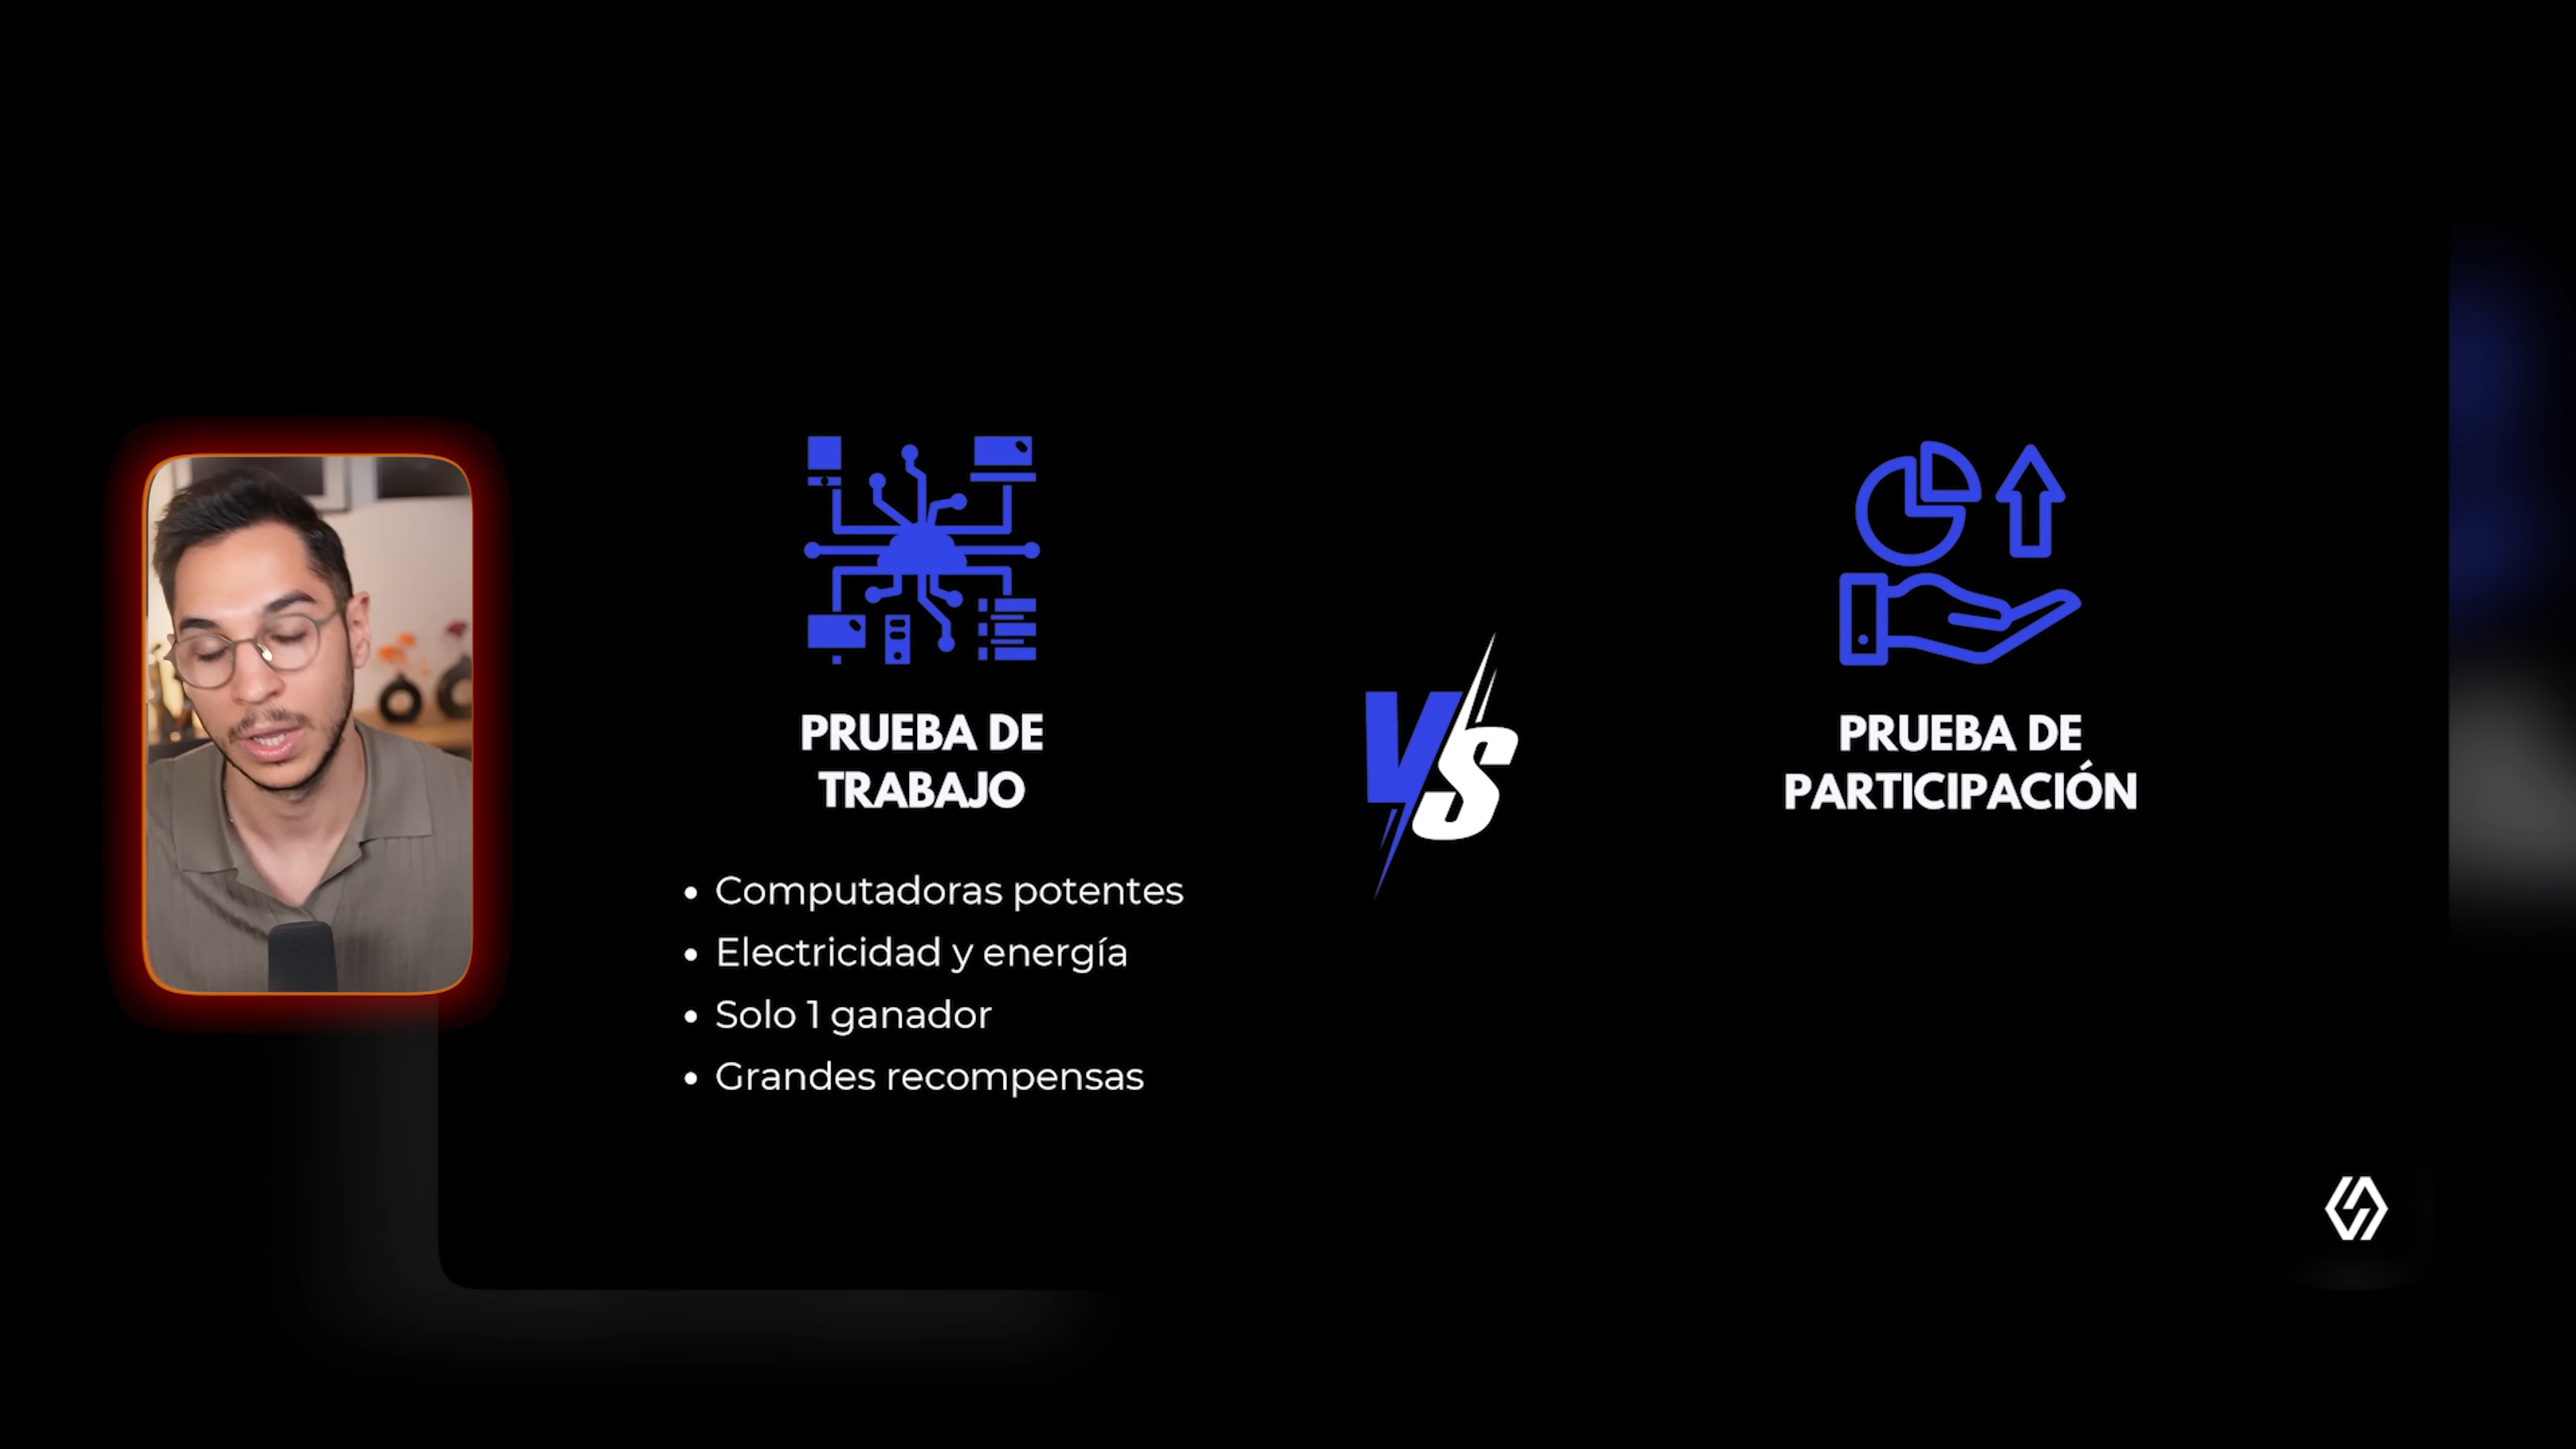 PRUEBA DE
TRABAJO
• Computadoras potentes
• Electricidad y energía
• Solo 1 ganador
• Grandes recompensas
VS
PRUEBA DE
PARTICIPACIÓN